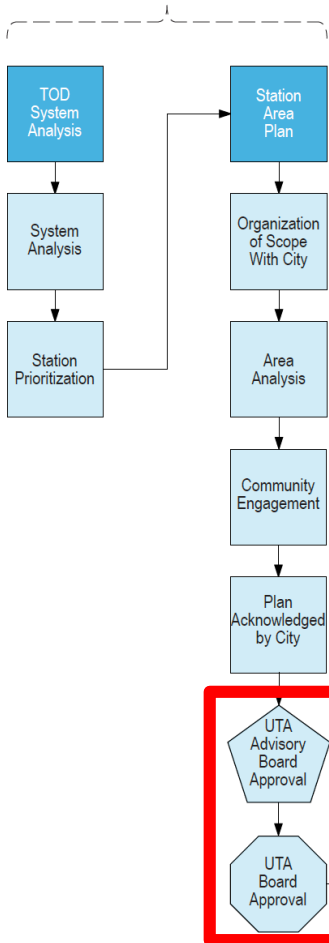 TOD
System
Analysis
System
Analysis
Station
Prioritization
Station
Area
Plan
Organization
of Scope
With City
Area
Analysis
Community
Engagement
Plan
Acknowledged
by City
UTA
Advisory
Board
Approval
UTA
Board
Approval